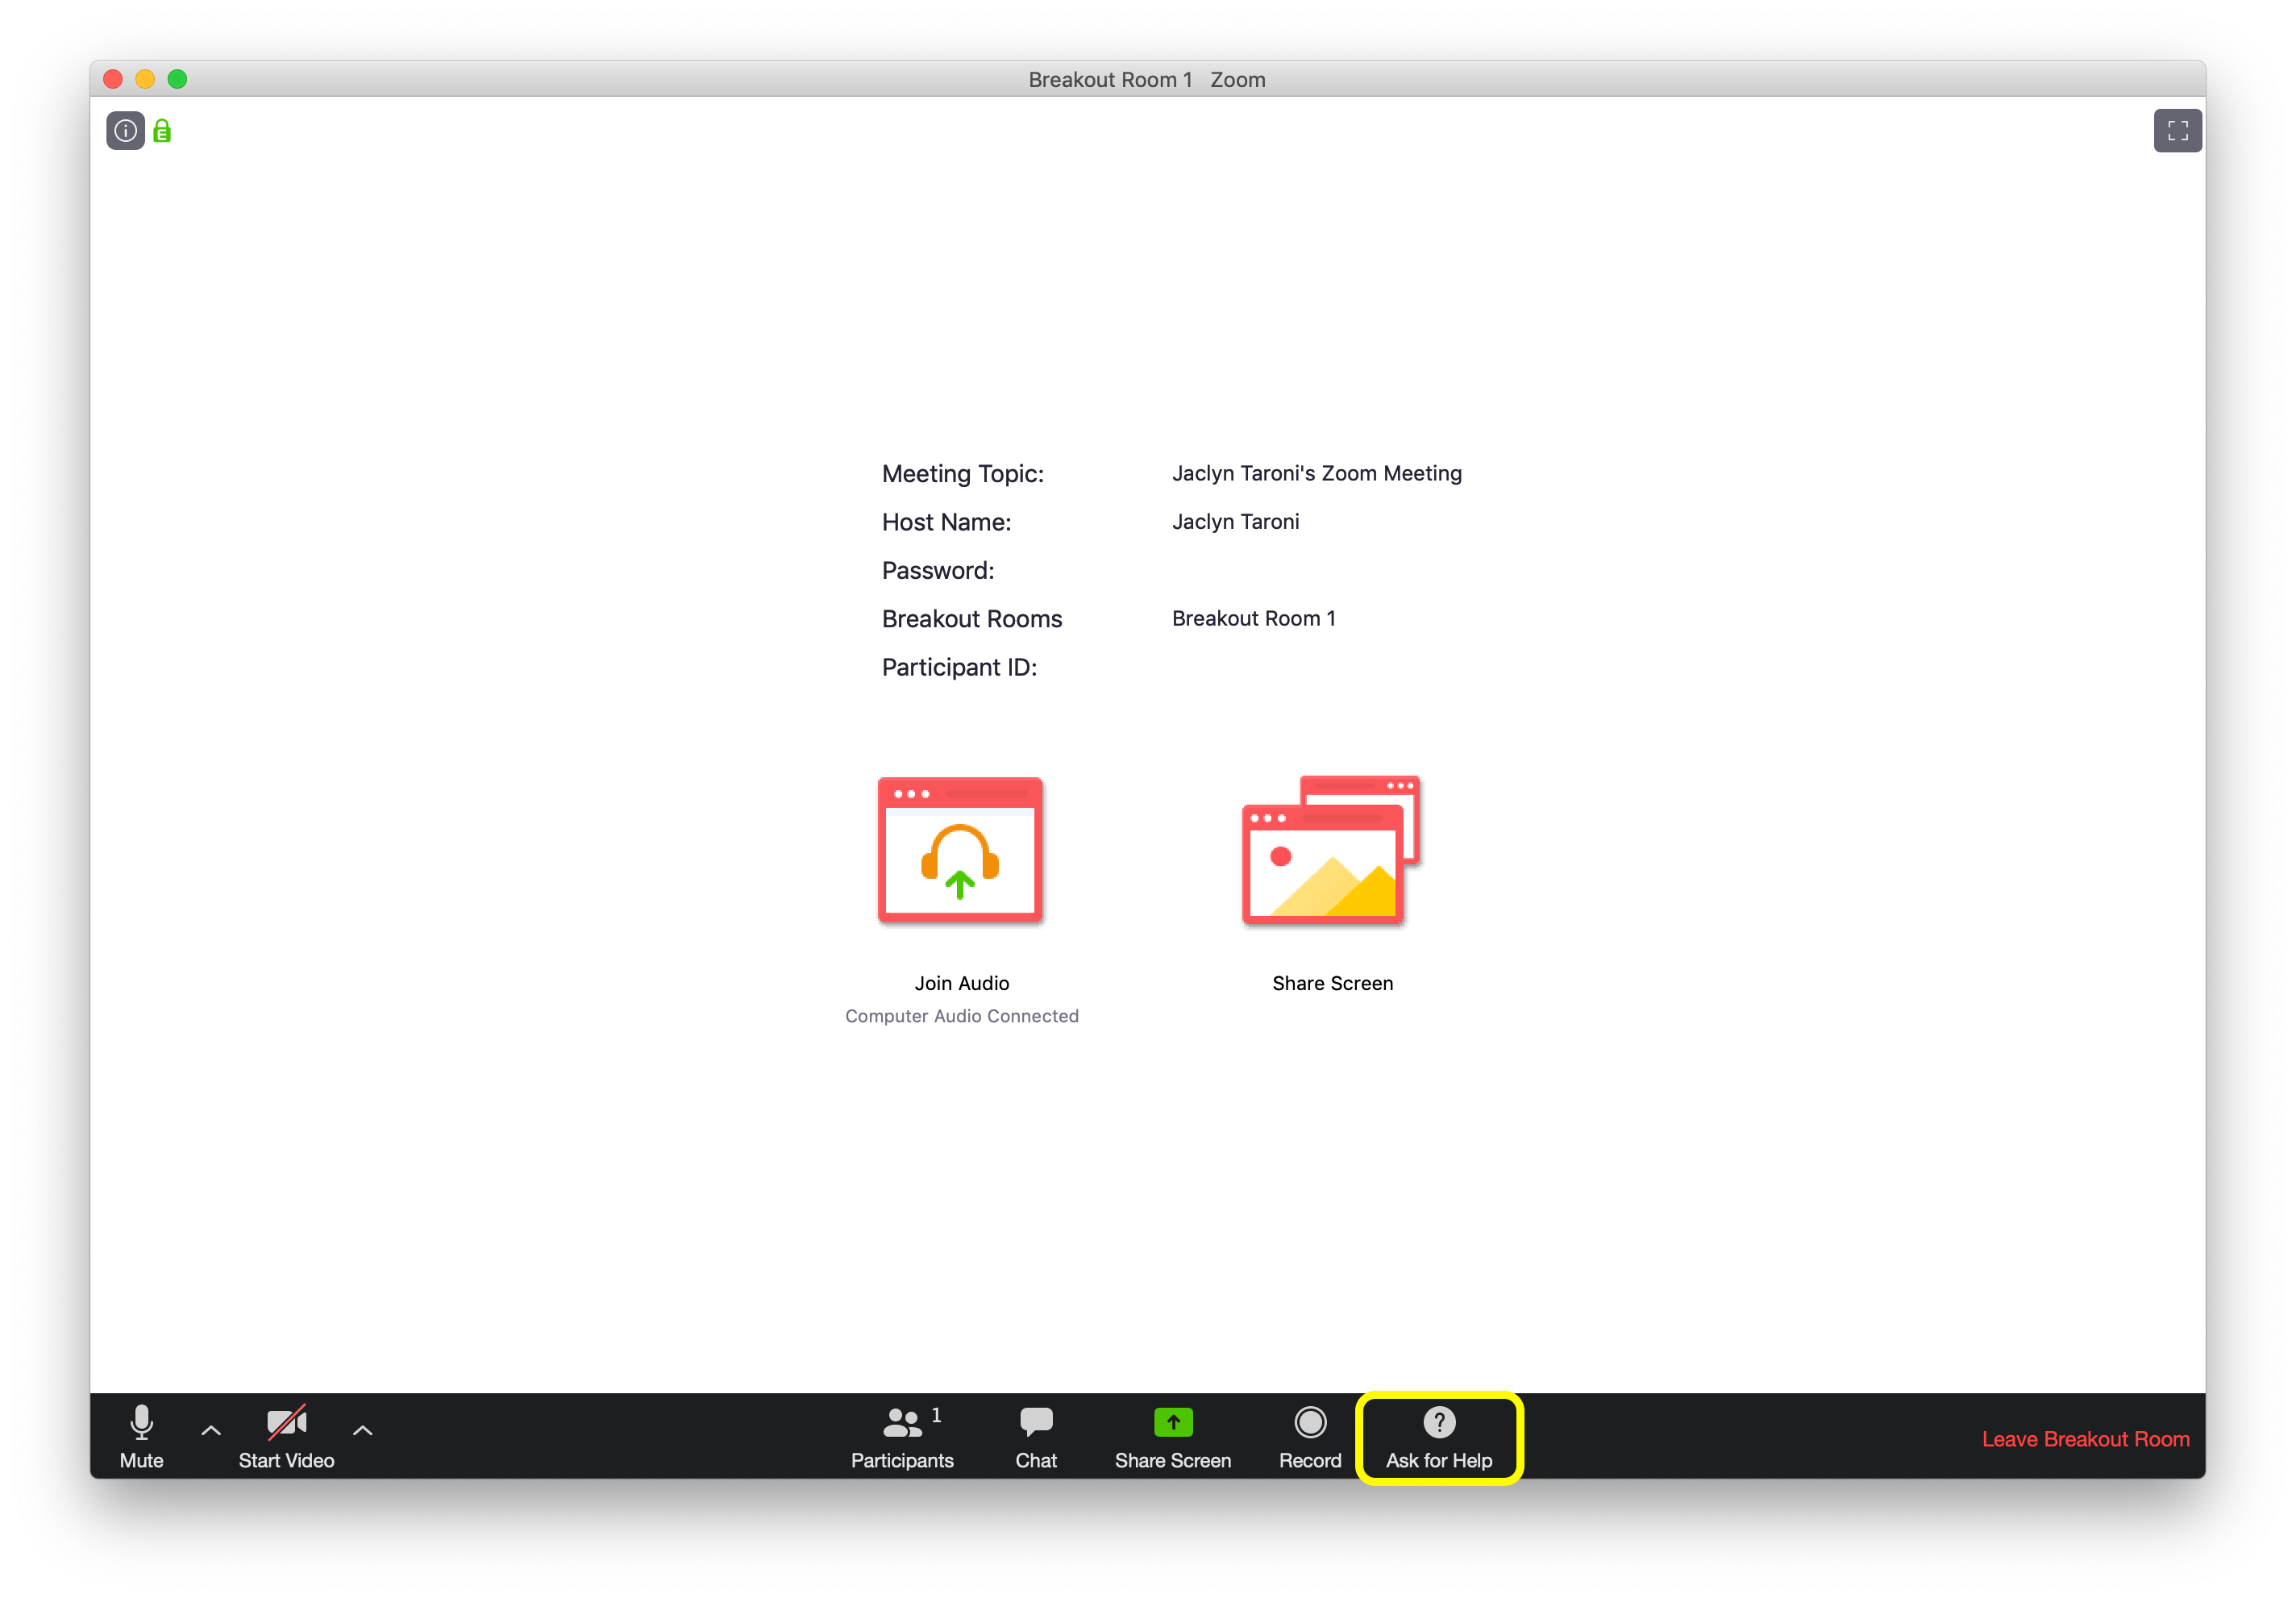 Breakout Room 1 Zoom
Meeting Topic: Jaclyn Taroni's Zoom Meeting
Host Name: Jaclyn Taroni
Password:
Breakout Rooms Breakout Room 1
Participant ID:
Join Audio Share Screen
Computer Audio Connected
1
Mute Start Video Participants Chat Share Screen Record Ask for Help Leave Breakout Room